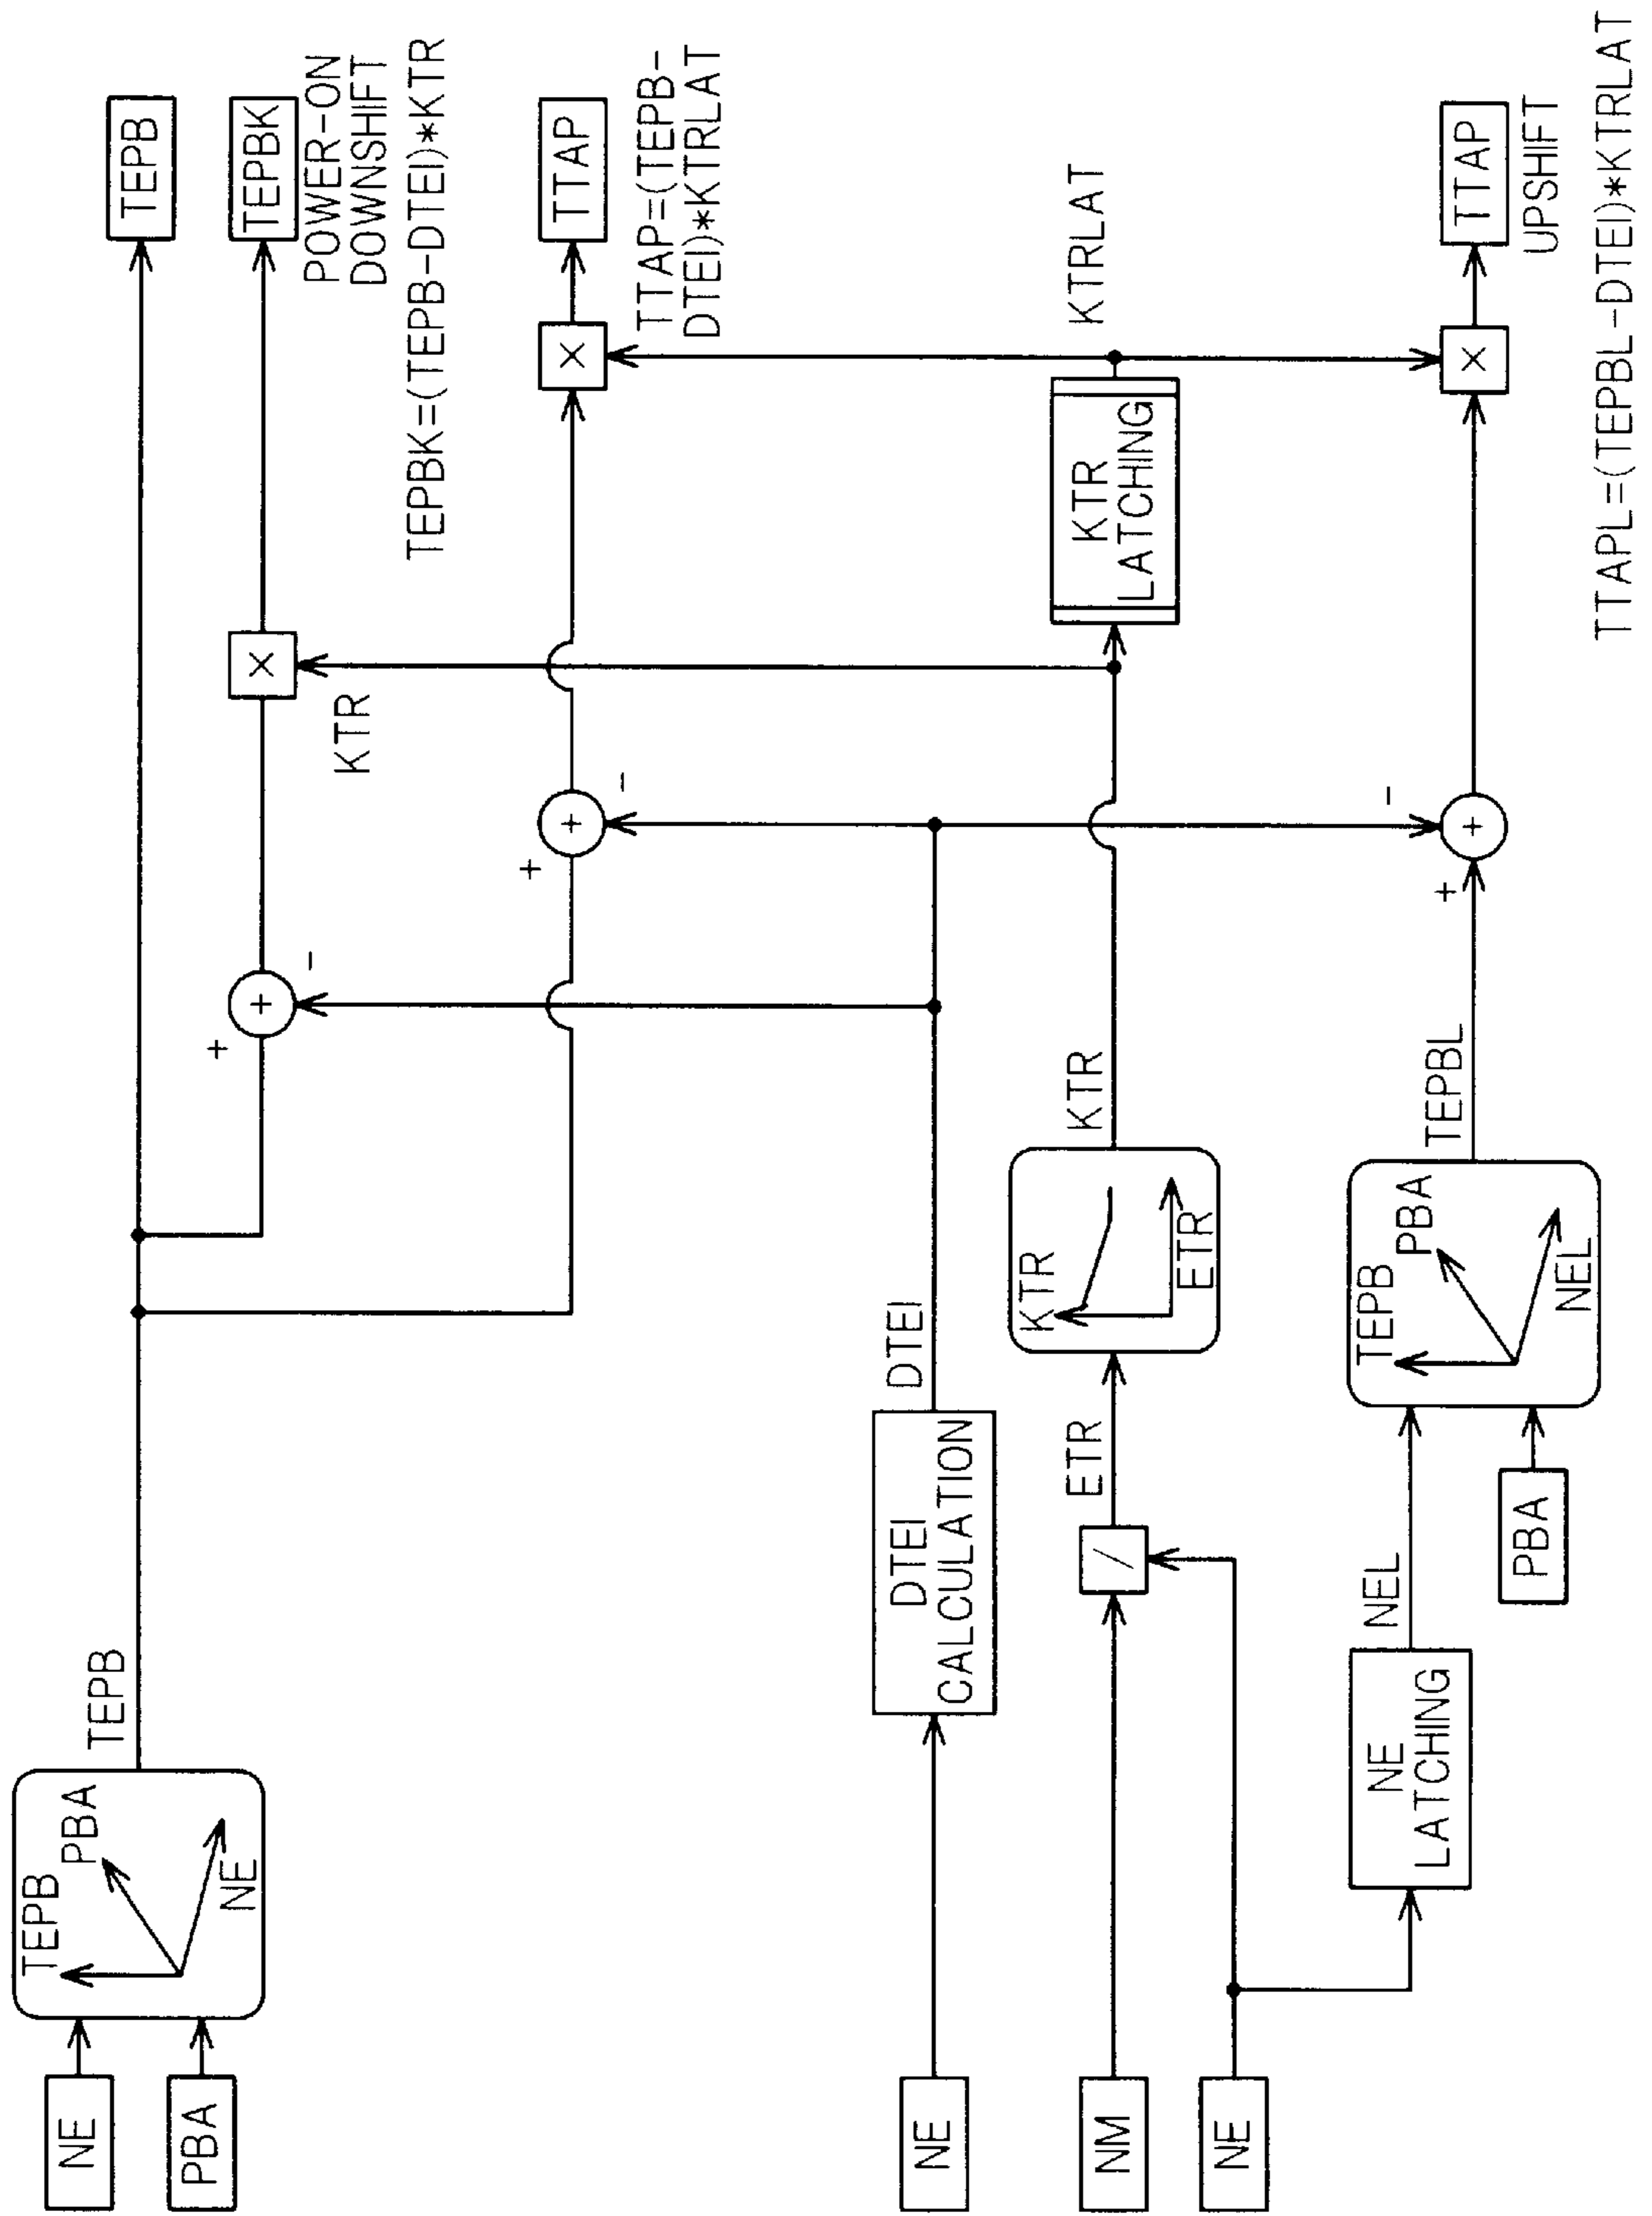 NE
PBA
TEPB
PBA
NE
TEPB
TEPB
+
+
-
×
KTR
TEPBK
POWER-ON
DOWNSHIFT
TEPBK=(TEPB-DTEI)*KTR
+
+
-
×
TTAP
TTAP=(TEPB-
DTEI)*KTRLAT
NE
DTEI
CALCULATION
DTEI
NM
/
ETR
KTR
ETR
KTR
KTR
LATCHING
KTRLAT
NE
NE
LATCHING
NEL
PBA
TEPB
PBA
NEL
TEPBL
+
+
-
×
TTAP
UPSHIFT
TTAPL=(TEPBL-DTEI)*KTRLAT